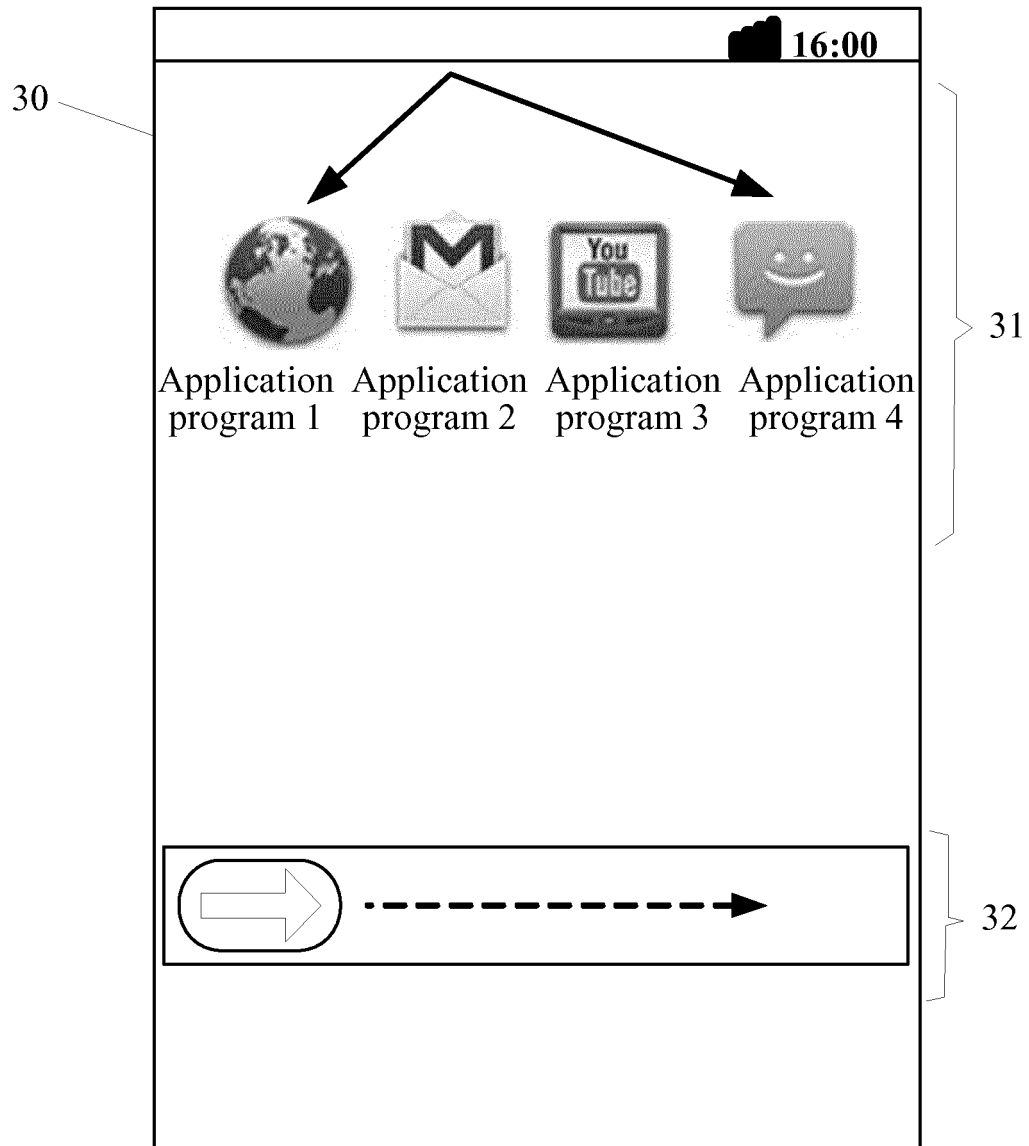 16:00
30
You
Tube
31
Application Application Application Application
program 1 program 2 program 3 program 4
32